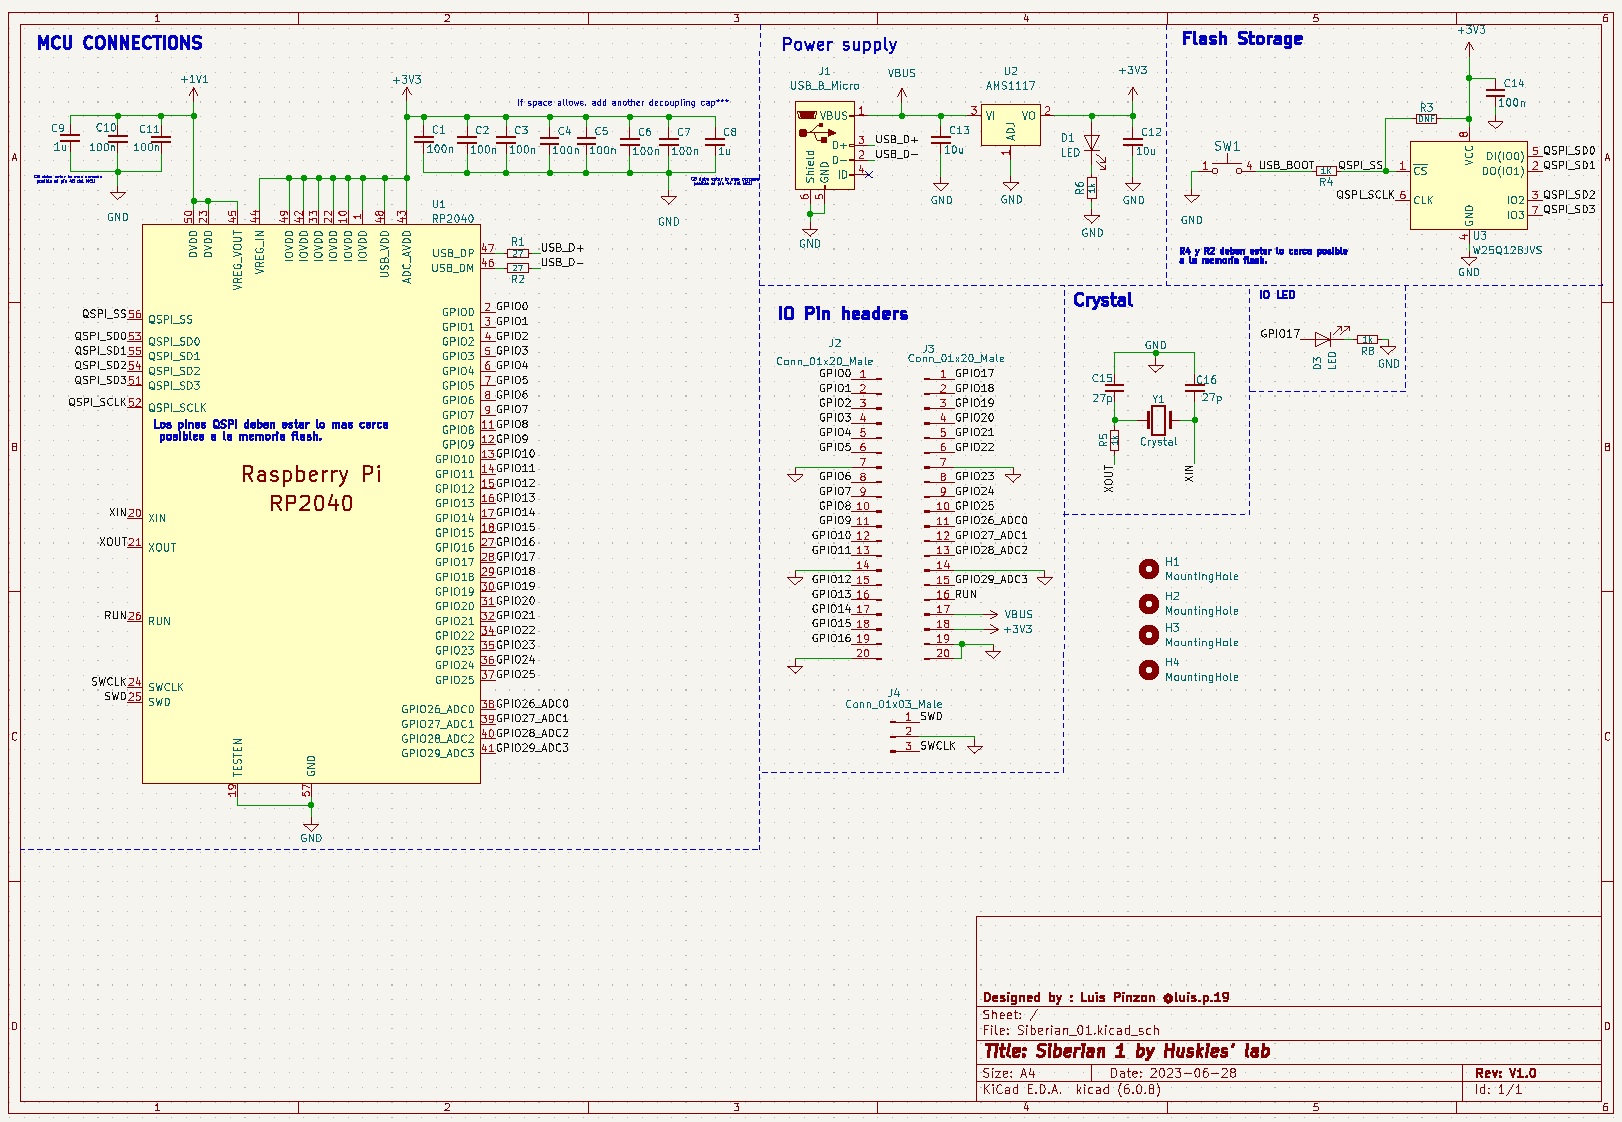 1 2 3 4 5 6
A
B
C
D
MCU CONNECTIONS
+1V1
+3V3
If space allows, add another decoupling cap***
C9
1u
C10
100n
C11
100n
C1
100n
C2
100n
C3
100n
C4
100n
C5
100n
C6
100n
C7
100n
C8
1u
GND
GND
U1
RP2040
50 23 45 44 49 42 33 22 10 1 48 43
DVDD
DVDD
VREG_VOUT
VREG_IN
IOVDD
IOVDD
IOVDD
IOVDD
IOVDD
IOVDD
USB_VDD
ADC_AVDD
USB_DP 47 R1 27 USB_D+
USB_DM 46 R2 27 USB_D-
QSPI_SS 56 QSPI_SS
QSPI_SD0 53 QSPI_SD0
QSPI_SD1 55 QSPI_SD1
QSPI_SD2 54 QSPI_SD2
QSPI_SD3 51 QSPI_SD3
QSPI_SCLK 52 QSPI_SCLK
Los pines QSPI deben estar lo mas cerca
posibles a la memoria flash.
Raspberry Pi
RP2040
XIN 20 XIN
XOUT 21 XOUT
RUN 26 RUN
SWCLK 24 SWCLK
SWD 25 SWD
GPIO0 2 GPIO0
GPIO1 3 GPIO1
GPIO2 4 GPIO2
GPIO3 5 GPIO3
GPIO4 6 GPIO4
GPIO5 7 GPIO5
GPIO6 8 GPIO6
GPIO7 9 GPIO7
GPIO8 11 GPIO8
GPIO9 12 GPIO9
GPIO10 13 GPIO10
GPIO11 14 GPIO11
GPIO12 15 GPIO12
GPIO13 16 GPIO13
GPIO14 17 GPIO14
GPIO15 18 GPIO15
GPIO16 27 GPIO16
GPIO17 28 GPIO17
GPIO18 29 GPIO18
GPIO19 30 GPIO19
GPIO20 31 GPIO20
GPIO21 32 GPIO21
GPIO22 34 GPIO22
GPIO23 35 GPIO23
GPIO24 36 GPIO24
GPIO25 37 GPIO25
GPIO26_ADC0 38 GPIO26_ADC0
GPIO27_ADC1 39 GPIO27_ADC1
GPIO28_ADC2 40 GPIO28_ADC2
GPIO29_ADC3 41 GPIO29_ADC3
TESTEN
19
GND
57
GND
Power supply
J1
USB_B_Micro
VBUS 1
D+ 3 USB_D+
D- 2 USB_D-
ID 4
Shield
GND
6 5
GND
VBUS
C13
10u
GND
U2
AMS1117
3 VI VO 2
ADJ
1
GND
D1
LED
R6
1k
GND
+3V3
C12
10u
GND
Flash Storage
+3V3
C14
100n
R3
DNF
SW1
1 4 USB_BOOT 1k QSPI_SS 1 CS
R4
GND
QSPI_SCLK 6 CLK
8
VCC
DI(IO0) 5 QSPI_SD0
DO(IO1) 2 QSPI_SD1
IO2 3 QSPI_SD2
IO3 7 QSPI_SD3
GND
4
U3
W25Q128JVS
GND
R4 y R2 deben estar lo cerca posible
a la memoria flash.
IO Pin headers
J2
Conn_01x20_Male
GPIO0 1
GPIO1 2
GPIO2 3
GPIO3 4
GPIO4 5
GPIO5 6
7
GPIO6 8
GPIO7 9
GPIO8 10
GPIO9 11
GPIO10 12
GPIO11 13
14
GPIO12 15
GPIO13 16
GPIO14 17
GPIO15 18
GPIO16 19
20
J3
Conn_01x20_Male
1 GPIO17
2 GPIO18
3 GPIO19
4 GPIO20
5 GPIO21
6 GPIO22
7
8 GPIO23
9 GPIO24
10 GPIO25
11 GPIO26_ADC0
12 GPIO27_ADC1
13 GPIO28_ADC2
14
15 GPIO29_ADC3
16 RUN
17 VBUS
18 +3V3
19
20
J4
Conn_01x03_Male
1 SWD
2
3 SWCLK
Crystal
GND
C15
27p
C16
27p
Y1
Crystal
R5
1k
XOUT
XIN
IO LED
GPIO17
D3
LED
1k
R8
GND
H1
MountingHole
H2
MountingHole
H3
MountingHole
H4
MountingHole
Designed by : Luis Pinzon @luis.p.19
Sheet: /
File: Siberian_01.kicad_sch
Title: Siberian 1 by Huskies' lab
Size: A4 Date: 2023-06-28 Rev: V1.0
KiCad E.D.A. kicad (6.0.8) Id: 1/1
1 2 3 4 5 6
A
B
C
D